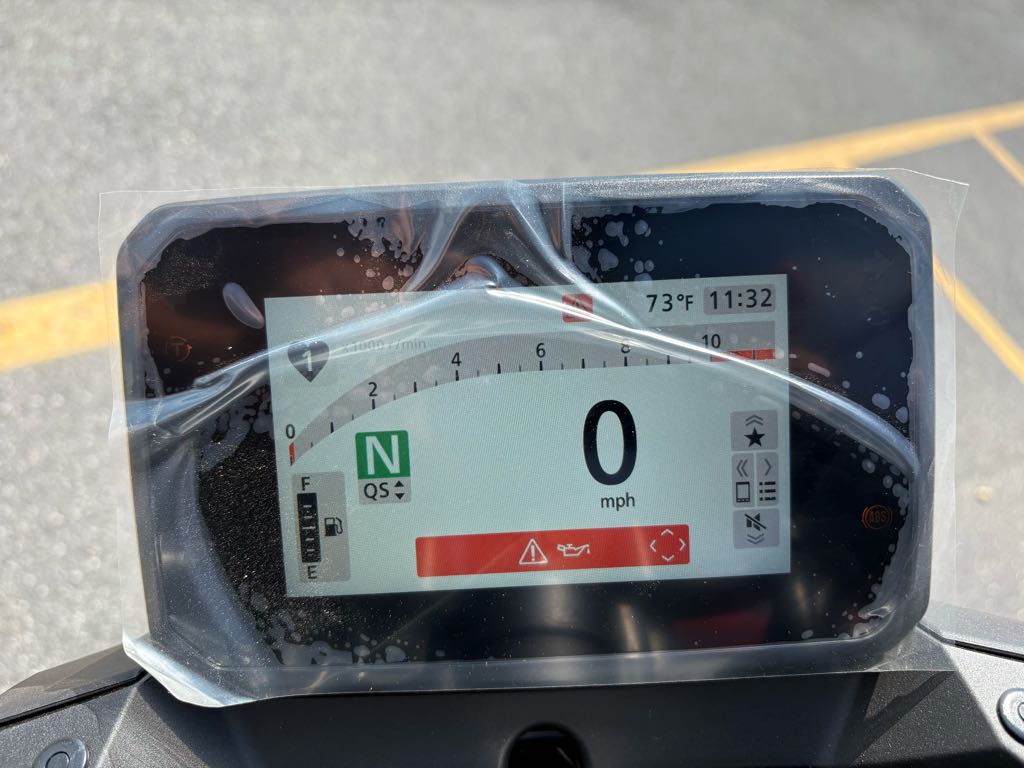 73°F 11:32
1
x1000 r/min
0 2 4 6 8 10
N
QS
0
mph
F
E
T
ABS